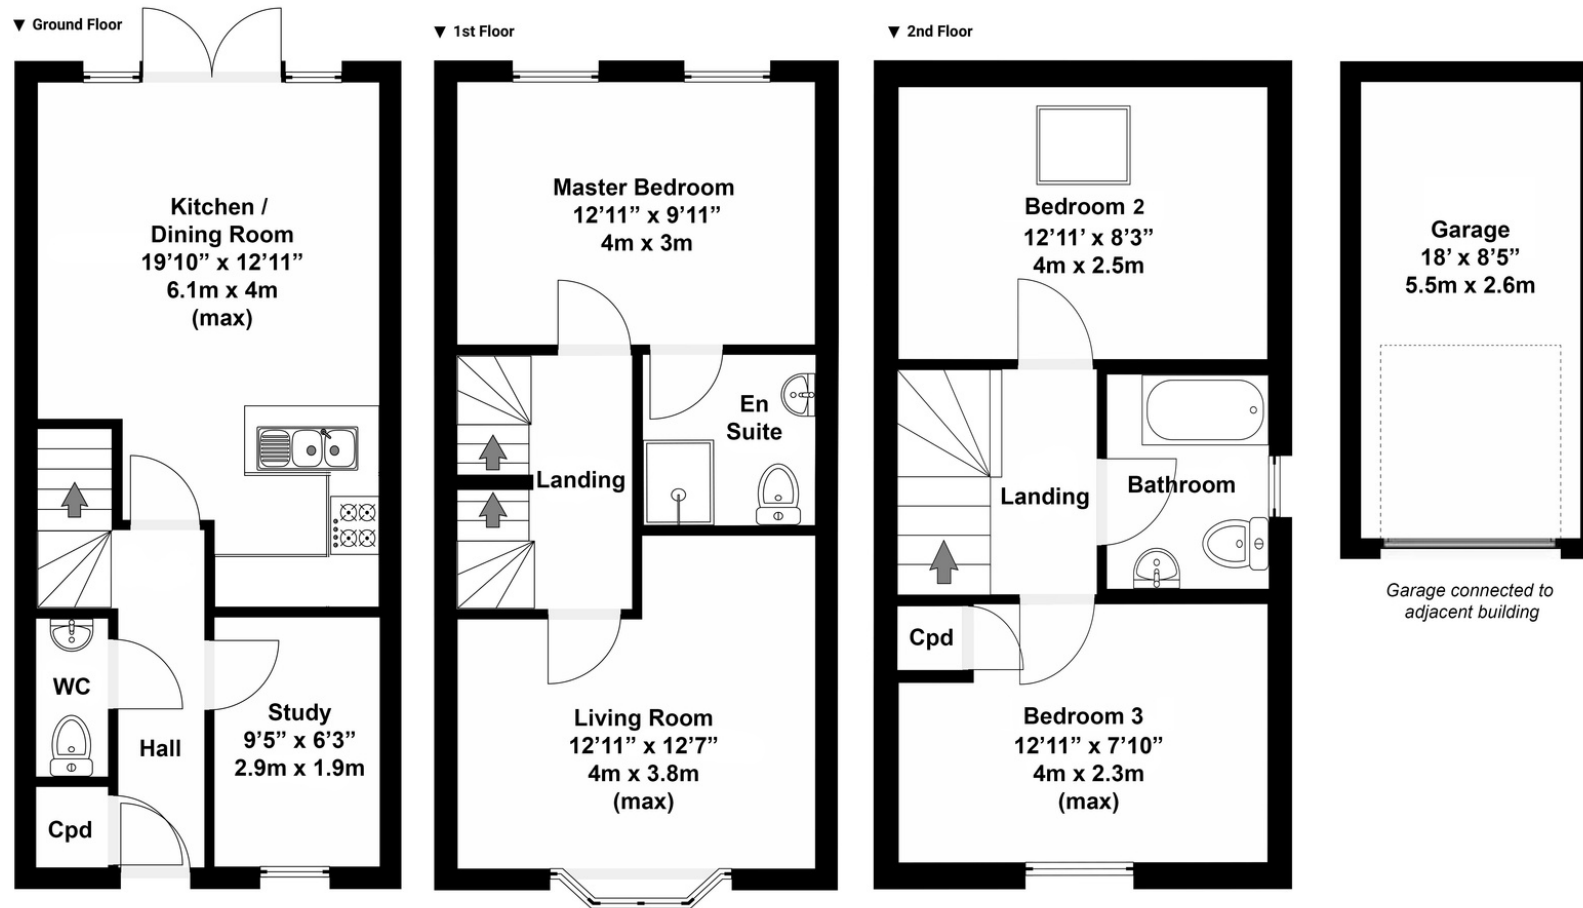 ▼ Ground Floor
Kitchen /
Dining Room
19’10” x 12’11”
6.1m x 4m
(max)
WC
Hall
Study
9’5” x 6’3”
2.9m x 1.9m
Cpd
▼ 1st Floor
Master Bedroom
12’11” x 9’11”
4m x 3m
En
Suite
Landing
Living Room
12’11” x 12’7”
4m x 3.8m
(max)
▼ 2nd Floor
Bedroom 2
12’11’ x 8’3”
4m x 2.5m
Landing
Bathroom
Cpd
Bedroom 3
12’11” x 7’10”
4m x 2.3m
(max)
Garage
18’ x 8’5”
5.5m x 2.6m
Garage connected to
adjacent building